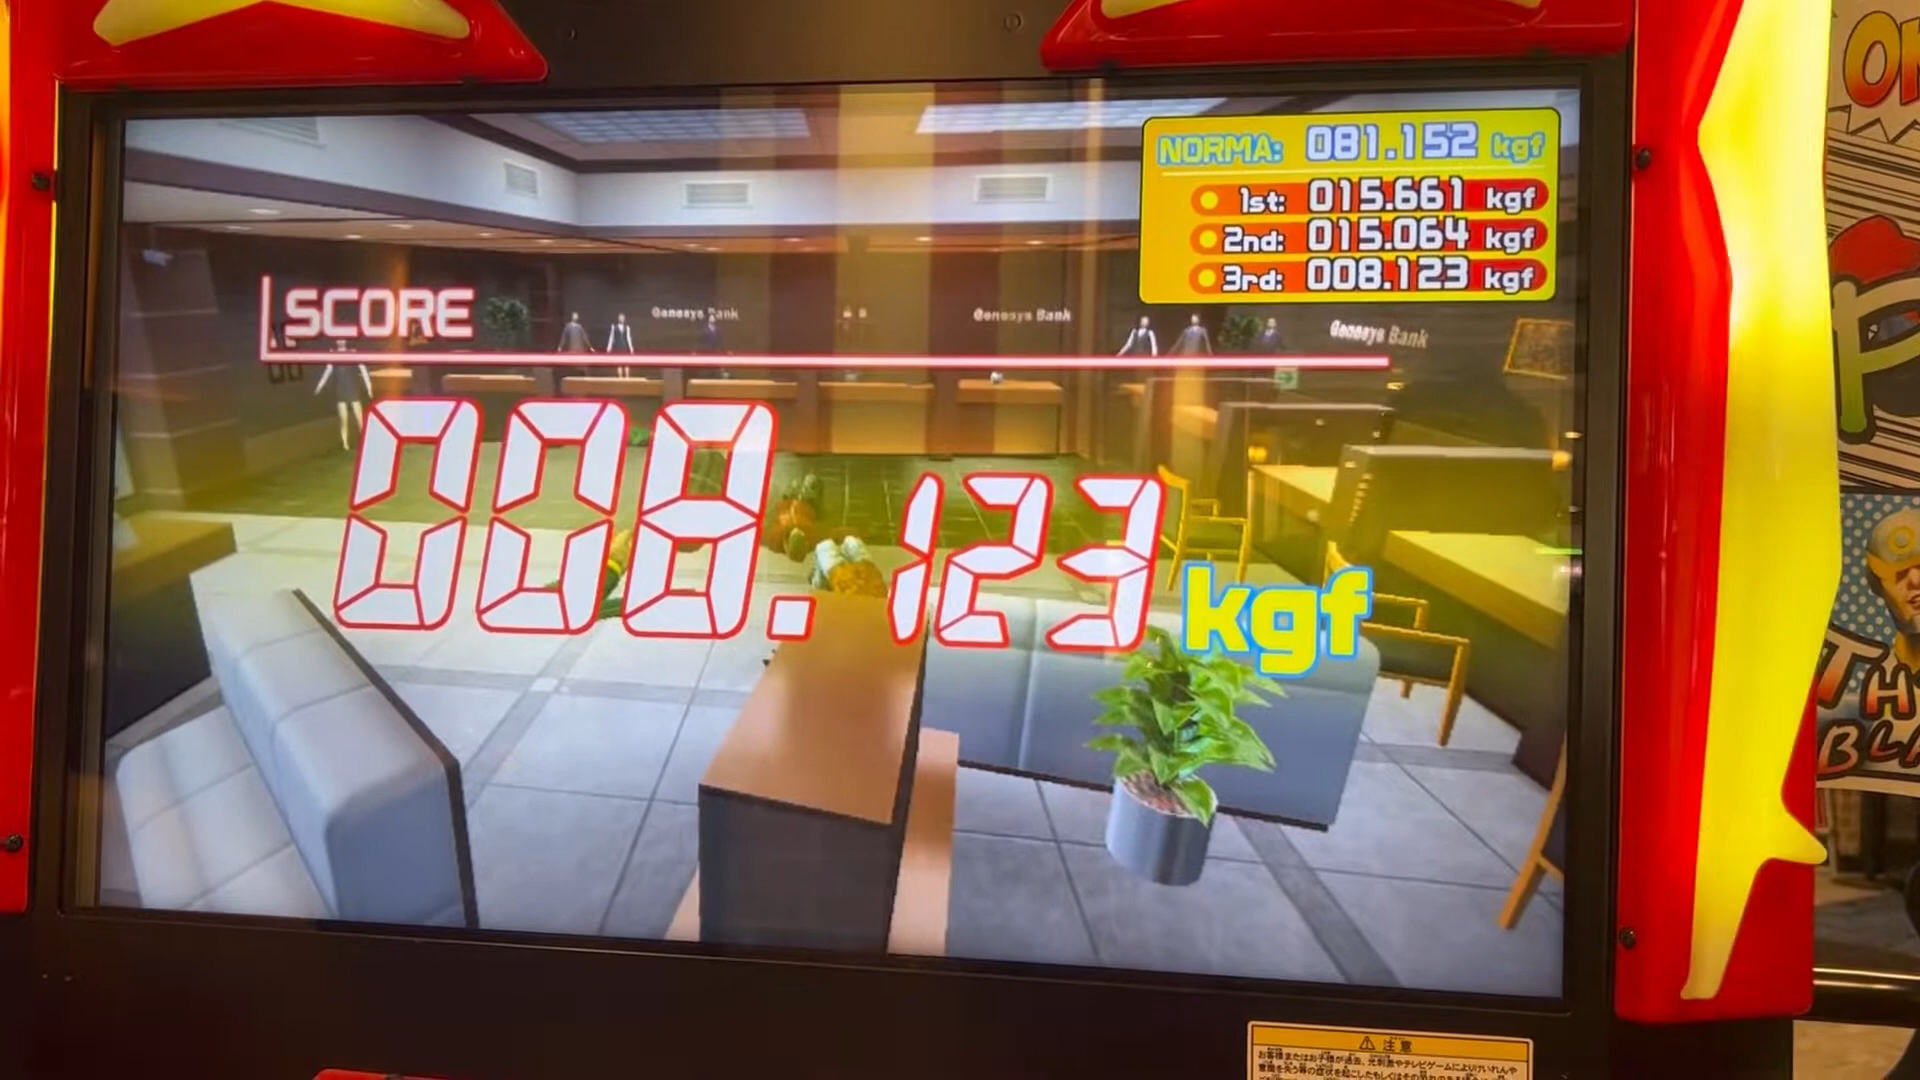 NORMA: 081.152 kgf
1st: 015.661 kgf
2nd: 015.064 kgf
3rd: 008.123 kgf
SCORE
Genesys Bank
Genesys Bank
Genesys Bank
008.123 kgf
注意